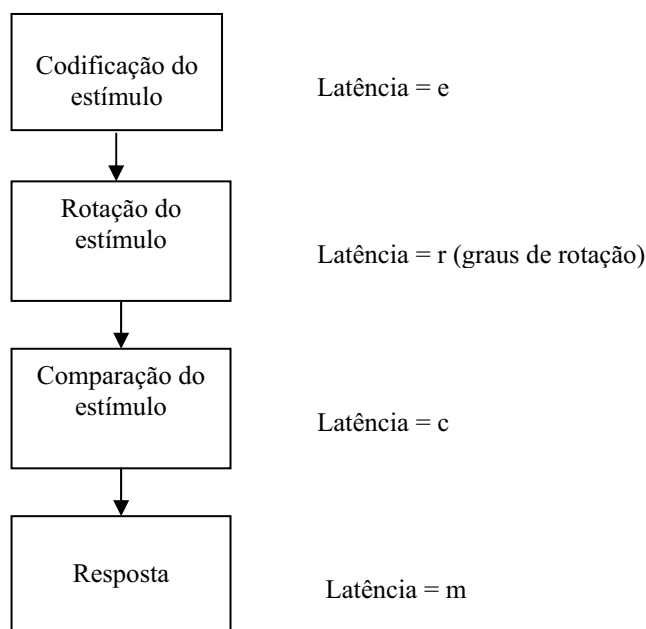 Codificação do
estímulo
Latência = e
Rotação do
estímulo
Latência = r (graus de rotação)
Comparação do
estímulo
Latência = c
Resposta
Latência = m